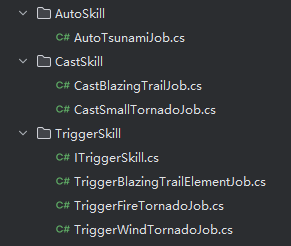 AutoSkill
C# AutoTsunamiJob.cs
CastSkill
C# CastBlazingTrailJob.cs
C# CastSmallTornadoJob.cs
TriggerSkill
C# ITriggerSkill.cs
C# TriggerBlazingTrailElementJob.cs
C# TriggerFireTornadoJob.cs
C# TriggerWindTornadoJob.cs